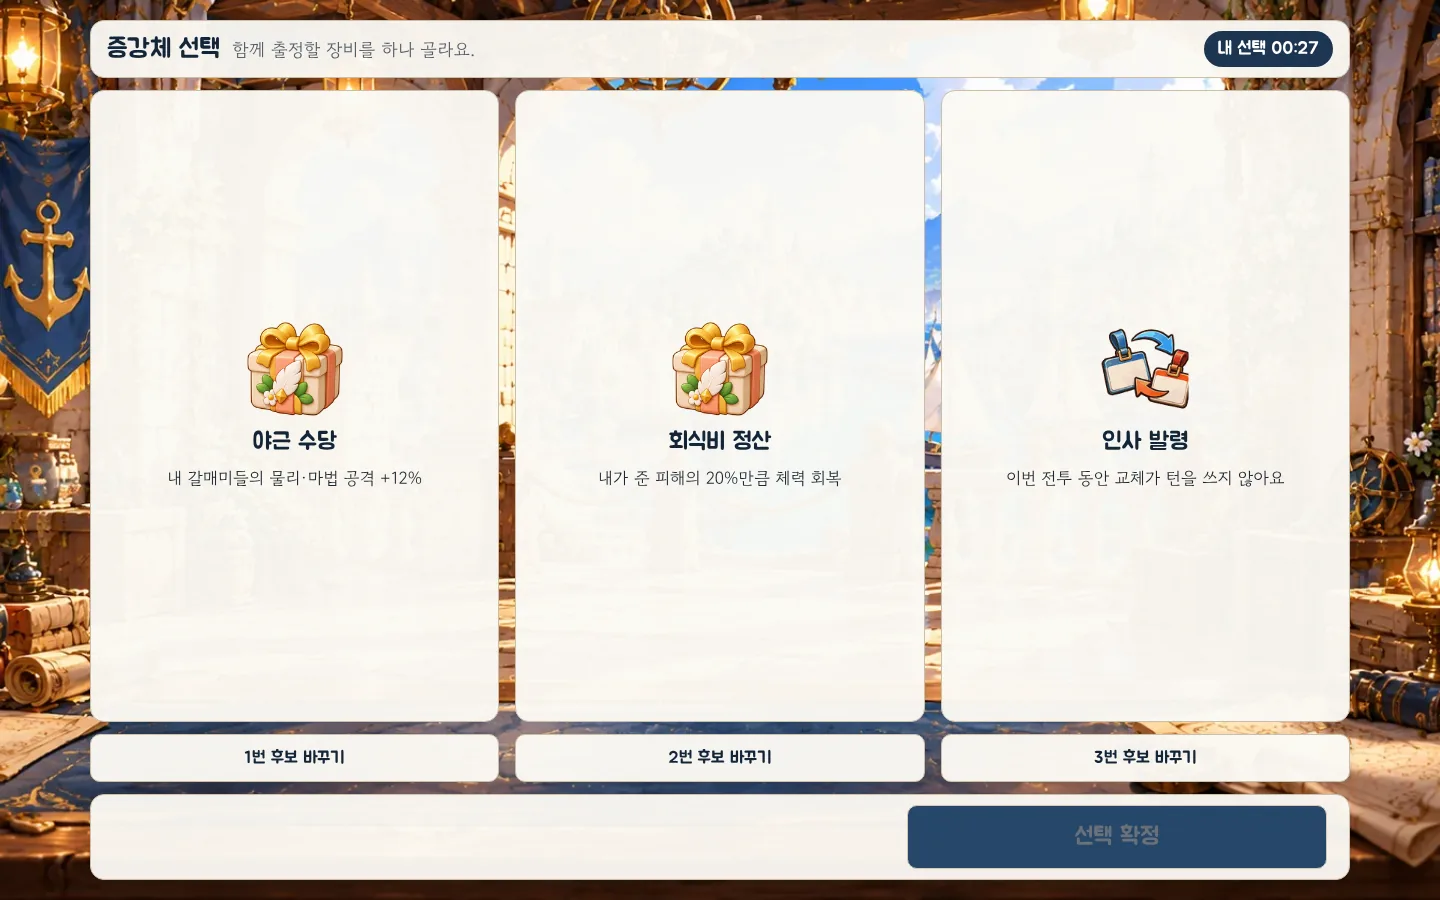 증강체 선택 함께 출정할 장비를 하나 골라요.
내 선택 00:27
야근 수당
내 갈매미들의 물리·마법 공격 +12%
회식비 정산
내가 준 피해의 20%만큼 체력 회복
인사 발령
이번 전투 동안 교체가 턴을 쓰지 않아요
1번 후보 바꾸기
2번 후보 바꾸기
3번 후보 바꾸기
선택 확정